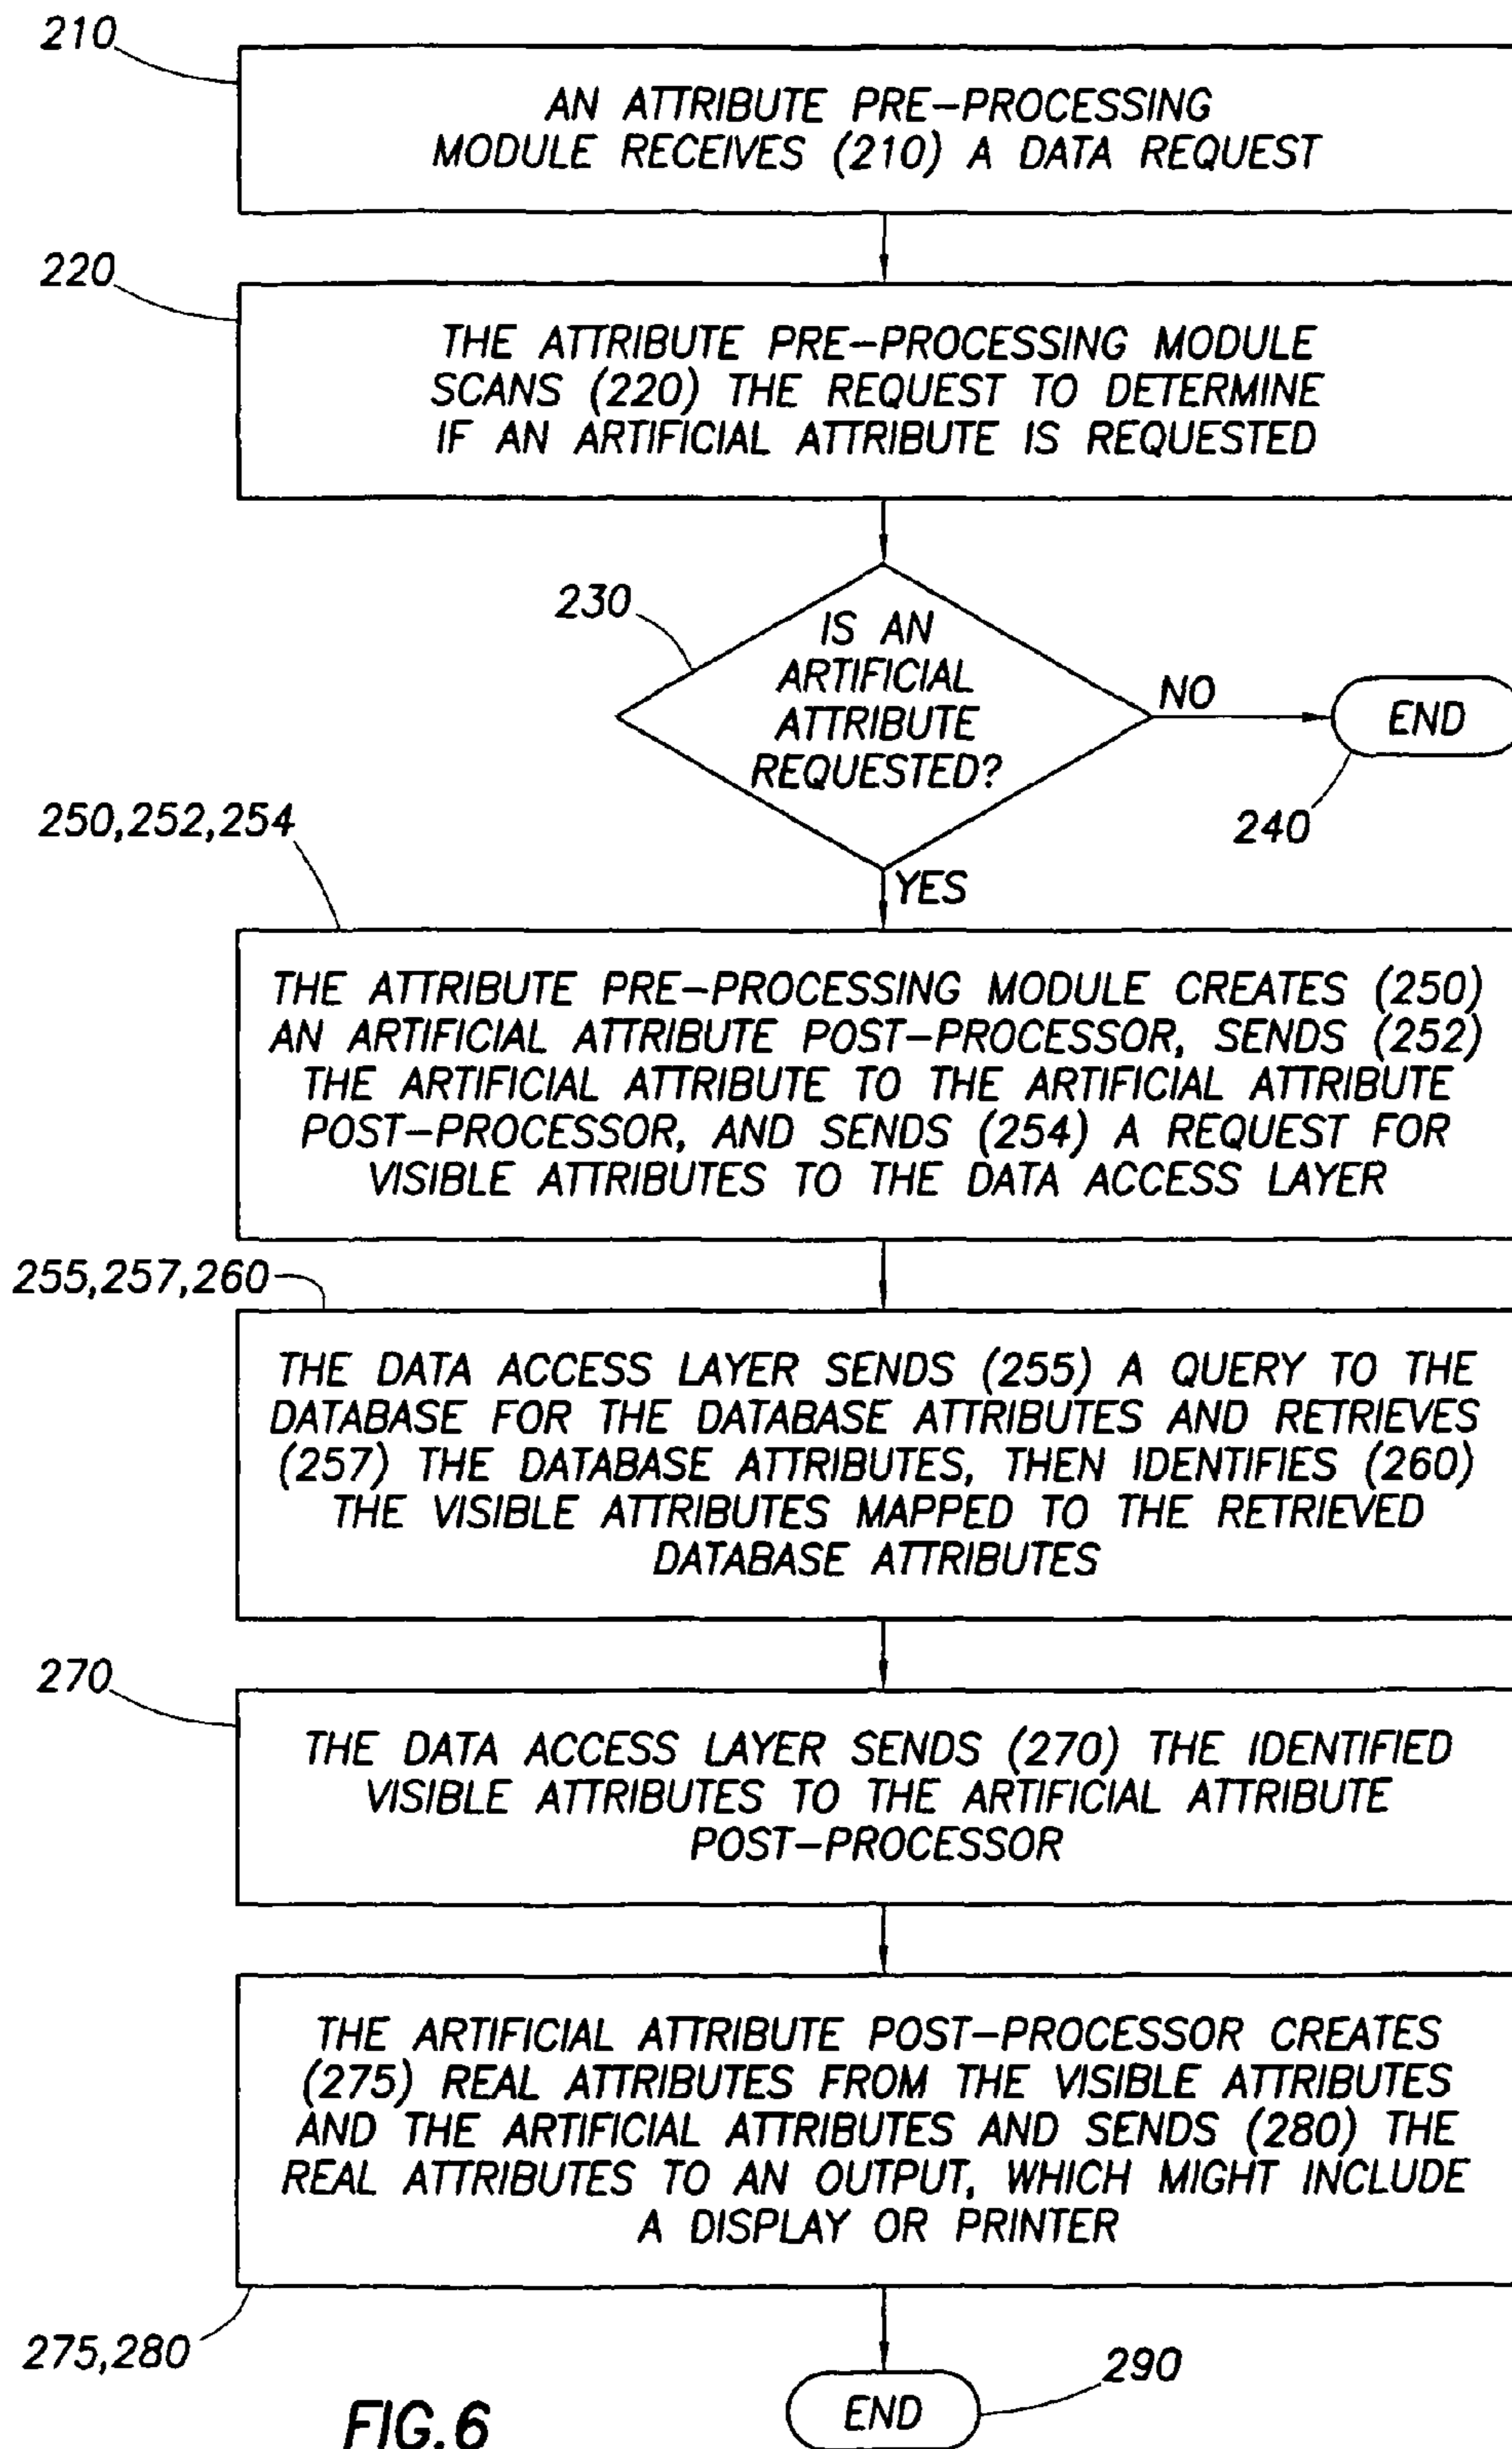 210
AN ATTRIBUTE PRE-PROCESSING
MODULE RECEIVES (210) A DATA REQUEST
220
THE ATTRIBUTE PRE-PROCESSING MODULE
SCANS (220) THE REQUEST TO DETERMINE
IF AN ARTIFICIAL ATTRIBUTE IS REQUESTED
230
IS AN
ARTIFICIAL
ATTRIBUTE
REQUESTED?
NO
END
240
YES
250,252,254
THE ATTRIBUTE PRE-PROCESSING MODULE CREATES (250)
AN ARTIFICIAL ATTRIBUTE POST-PROCESSOR, SENDS (252)
THE ARTIFICIAL ATTRIBUTE TO THE ARTIFICIAL ATTRIBUTE
POST-PROCESSOR, AND SENDS (254) A REQUEST FOR
VISIBLE ATTRIBUTES TO THE DATA ACCESS LAYER
255,257,260
THE DATA ACCESS LAYER SENDS (255) A QUERY TO THE
DATABASE FOR THE DATABASE ATTRIBUTES AND RETRIEVES
(257) THE DATABASE ATTRIBUTES, THEN IDENTIFIES (260)
THE VISIBLE ATTRIBUTES MAPPED TO THE RETRIEVED
DATABASE ATTRIBUTES
270
THE DATA ACCESS LAYER SENDS (270) THE IDENTIFIED
VISIBLE ATTRIBUTES TO THE ARTIFICIAL ATTRIBUTE
POST-PROCESSOR
THE ARTIFICIAL ATTRIBUTE POST-PROCESSOR CREATES
(275) REAL ATTRIBUTES FROM THE VISIBLE ATTRIBUTES
AND THE ARTIFICIAL ATTRIBUTES AND SENDS (280) THE
REAL ATTRIBUTES TO AN OUTPUT, WHICH MIGHT INCLUDE
A DISPLAY OR PRINTER
275,280
290
END
FIG.6